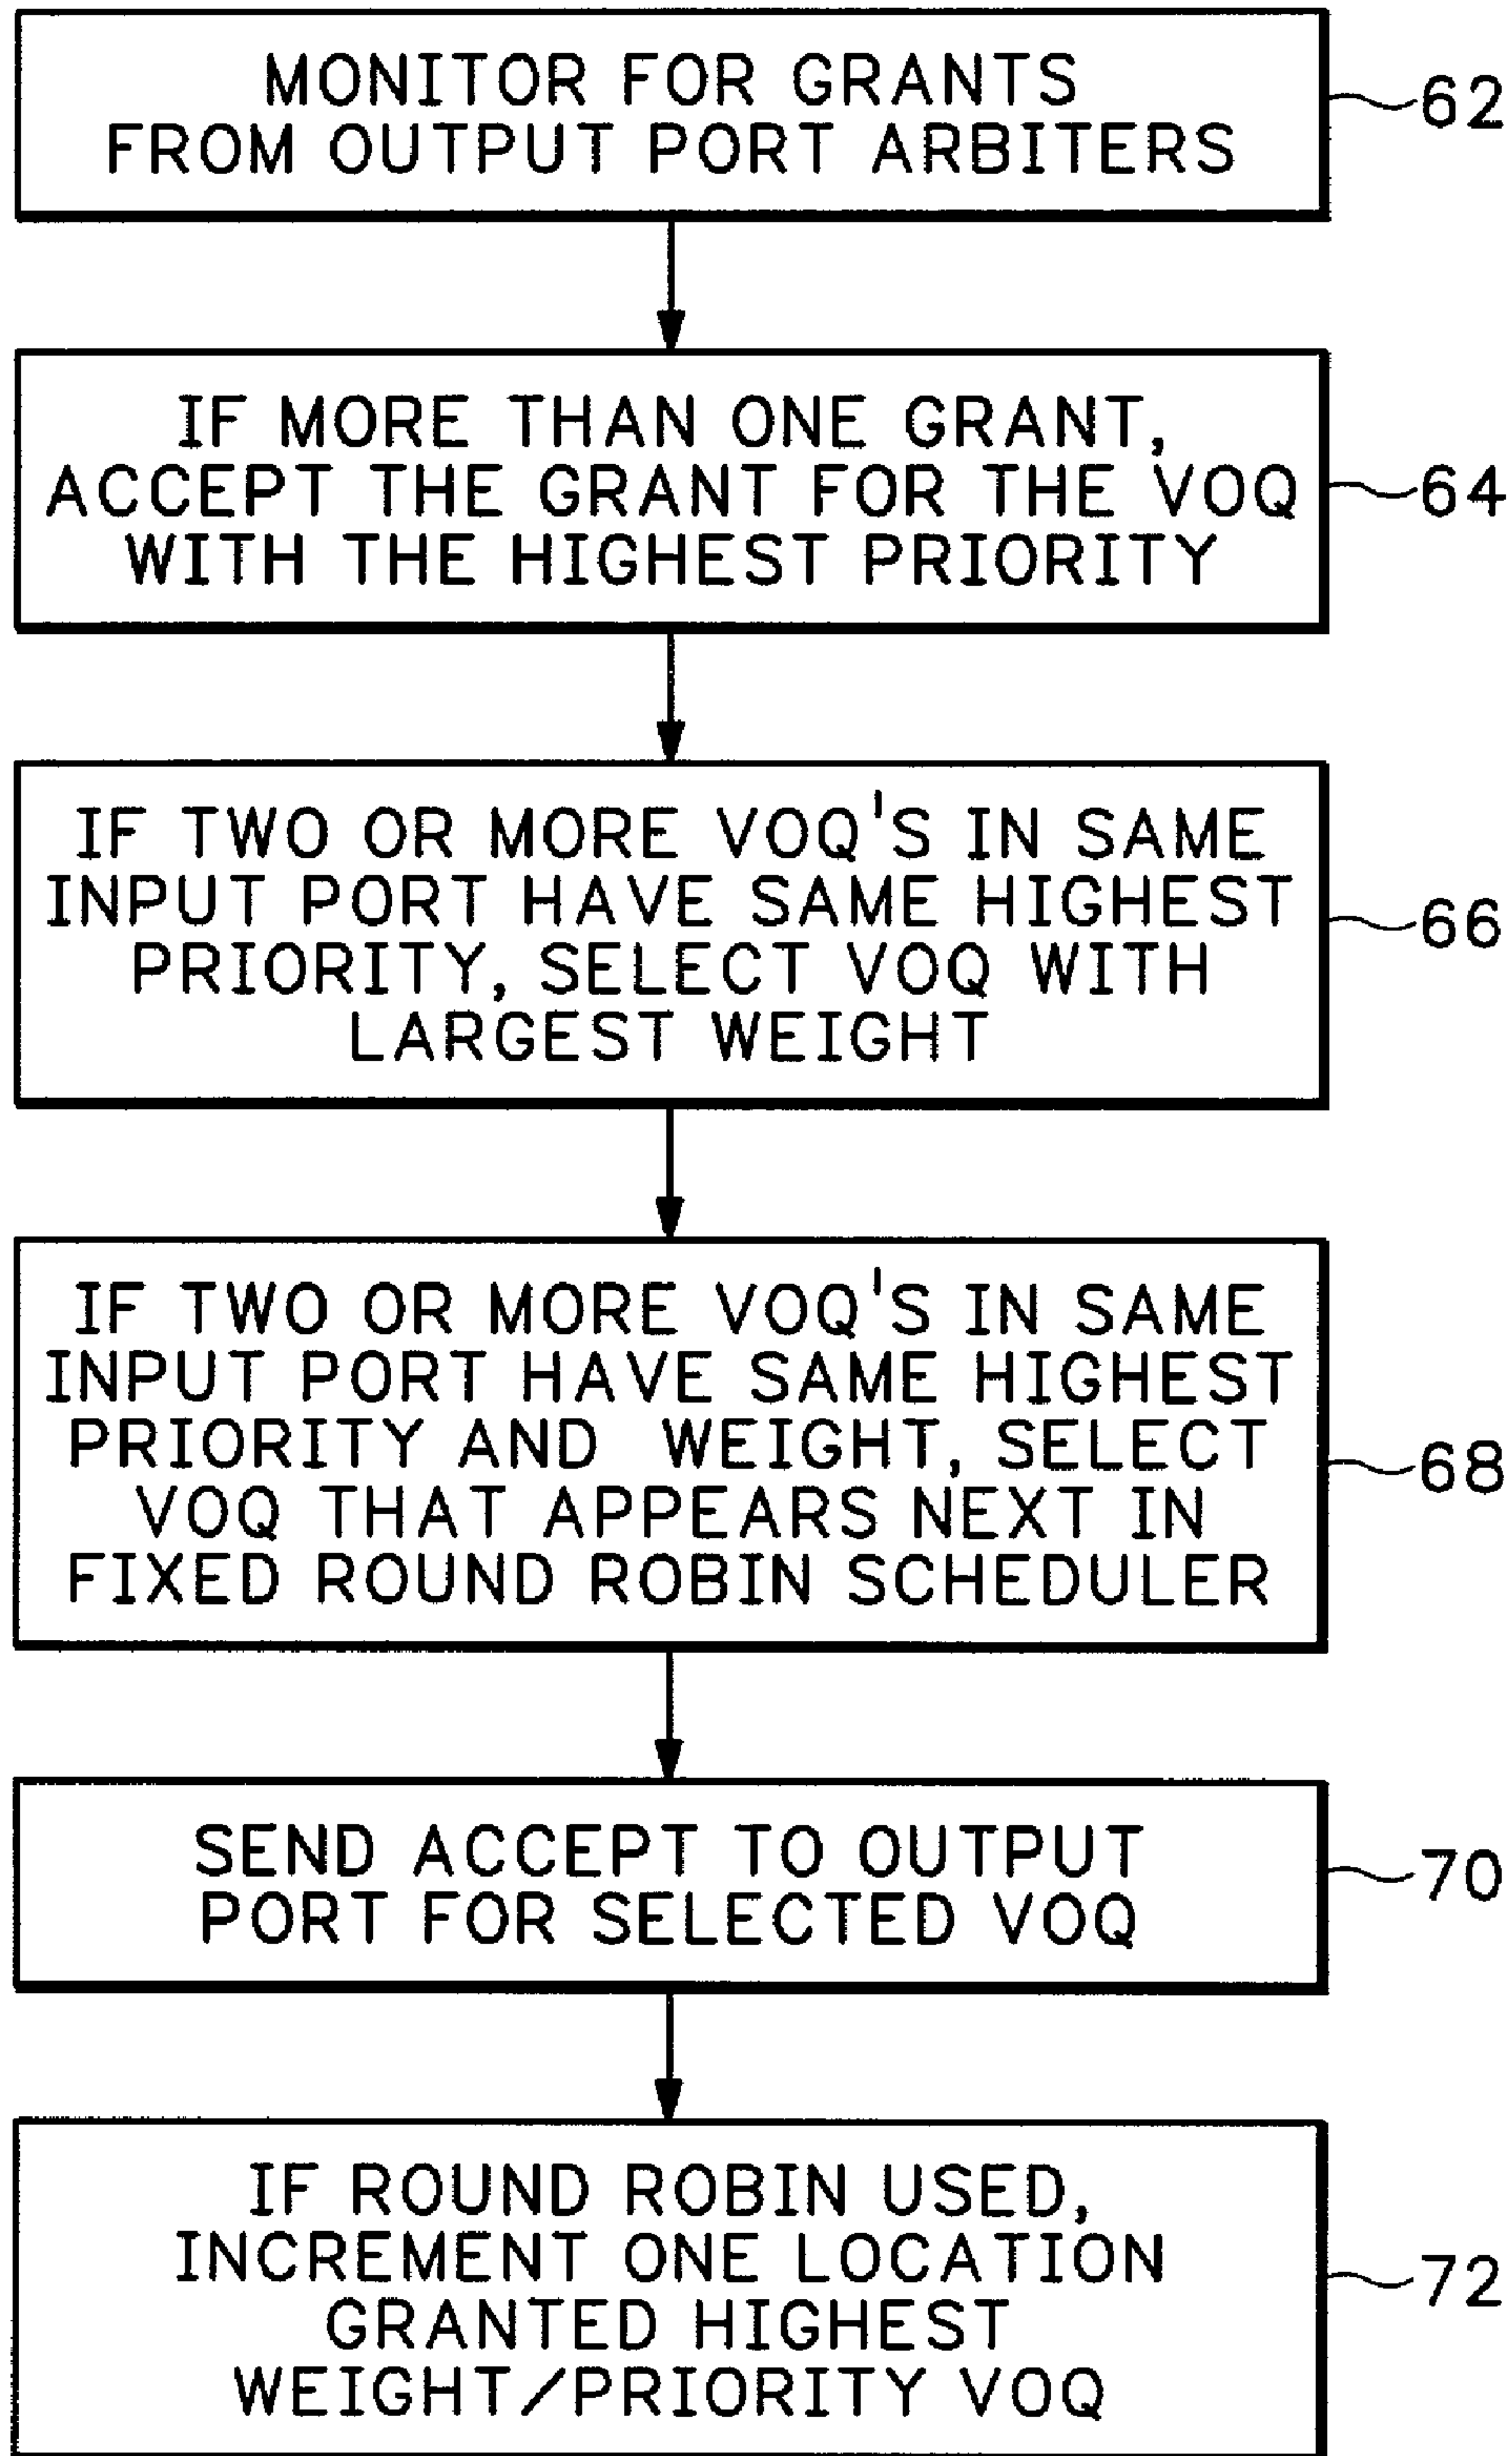 MONITOR FOR GRANTS
FROM OUTPUT PORT ARBITERS
62
IF MORE THAN ONE GRANT,
ACCEPT THE GRANT FOR THE VOQ
WITH THE HIGHEST PRIORITY
64
IF TWO OR MORE VOQ'S IN SAME
INPUT PORT HAVE SAME HIGHEST
PRIORITY, SELECT VOQ WITH
LARGEST WEIGHT
66
IF TWO OR MORE VOQ'S IN SAME
INPUT PORT HAVE SAME HIGHEST
PRIORITY AND WEIGHT, SELECT
VOQ THAT APPEARS NEXT IN
FIXED ROUND ROBIN SCHEDULER
68
SEND ACCEPT TO OUTPUT
PORT FOR SELECTED VOQ
70
IF ROUND ROBIN USED,
INCREMENT ONE LOCATION
GRANTED HIGHEST
WEIGHT/PRIORITY VOQ
72